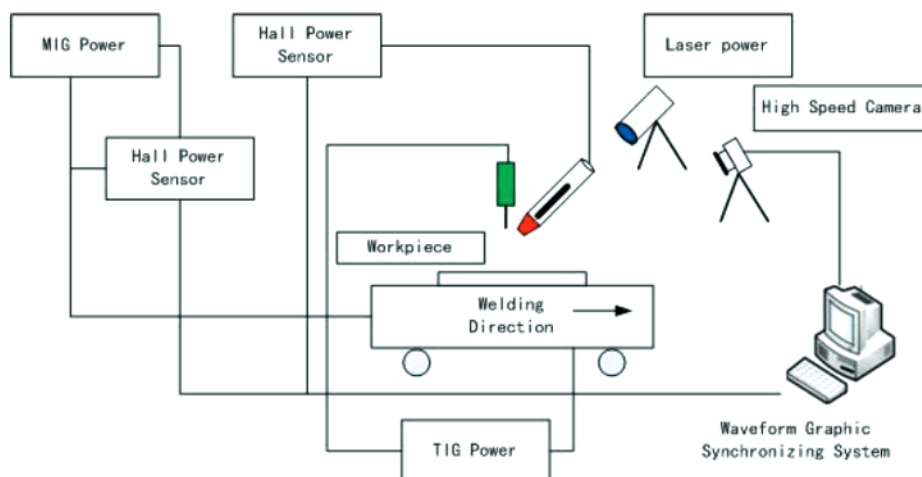 MIG Power
Hall Power
Sensor
Laser power
High Speed Camera
Hall Power
Sensor
Workpiece
Welding
Direction
TIG Power
Waveform Graphic
Synchronizing System